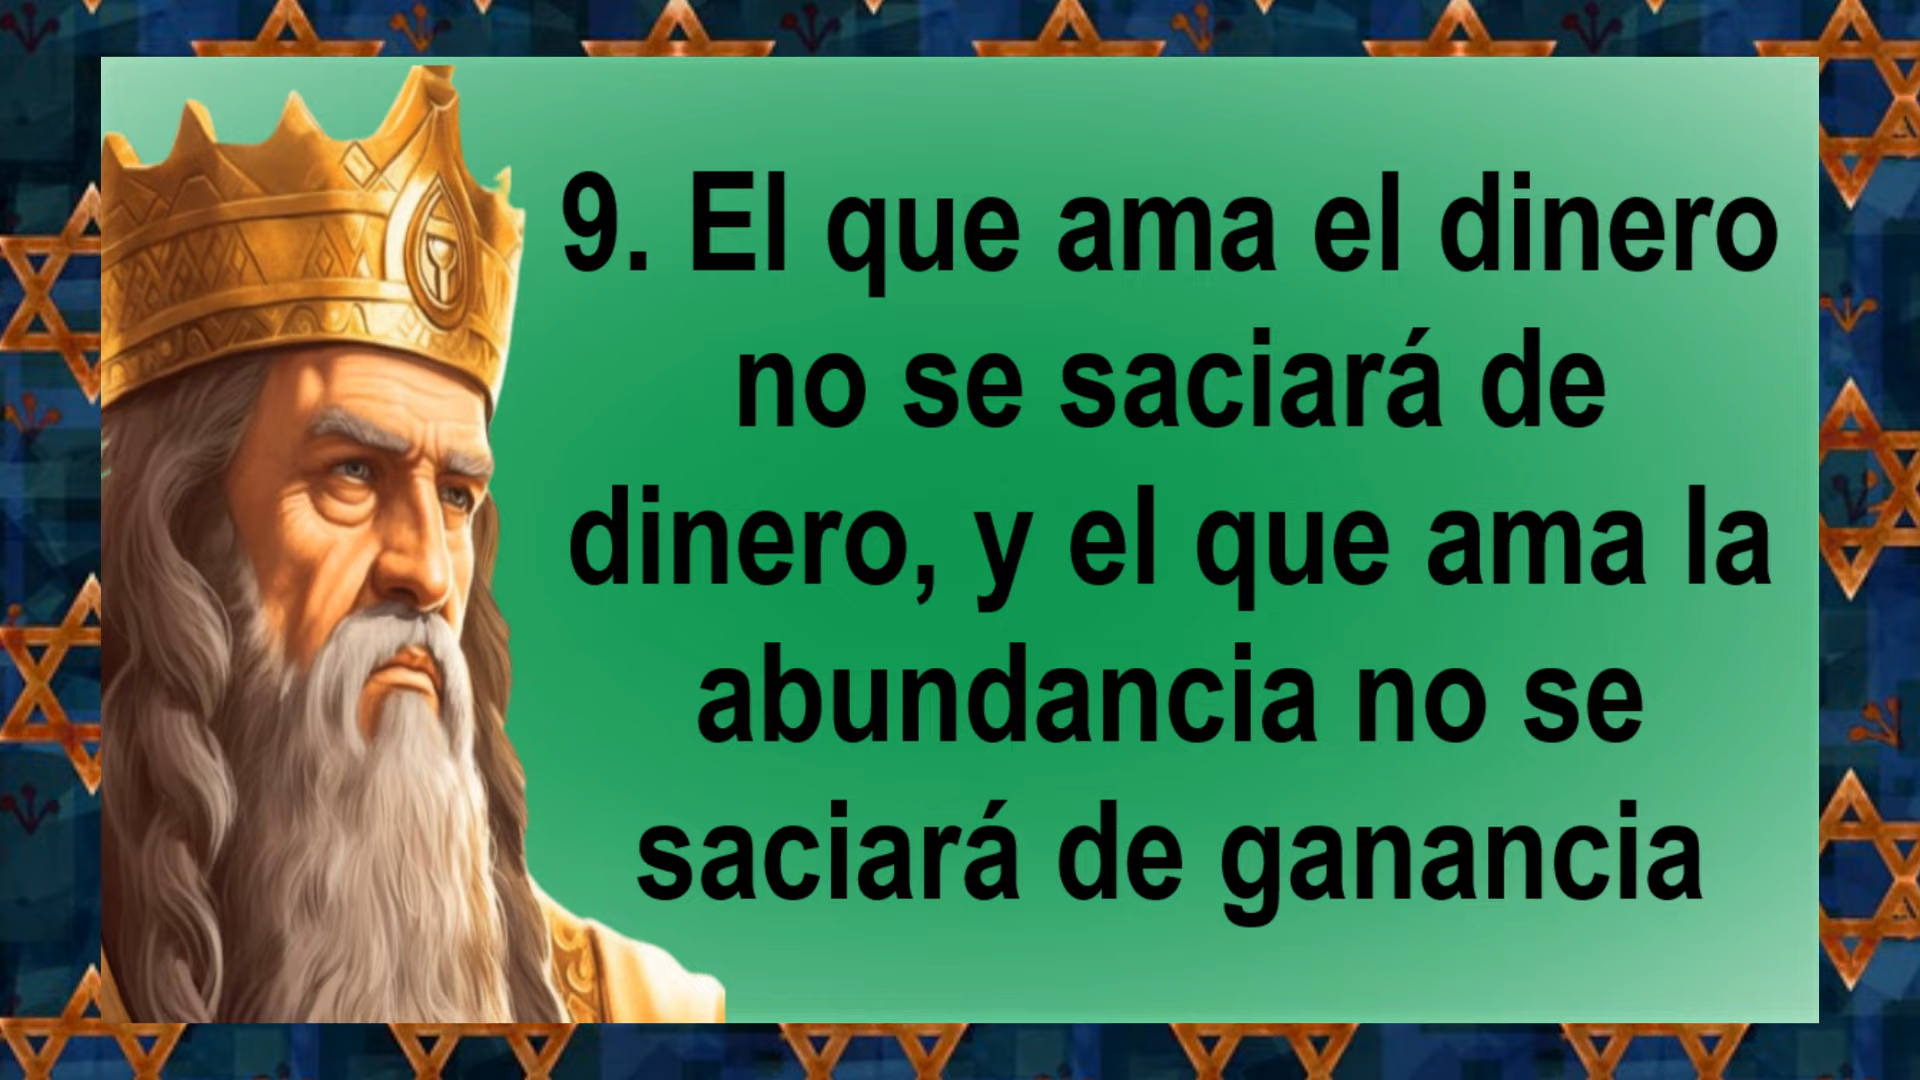 9. El que ama el dinero
no se saciará de
dinero, y el que ama la
abundancia no se
saciará de ganancia